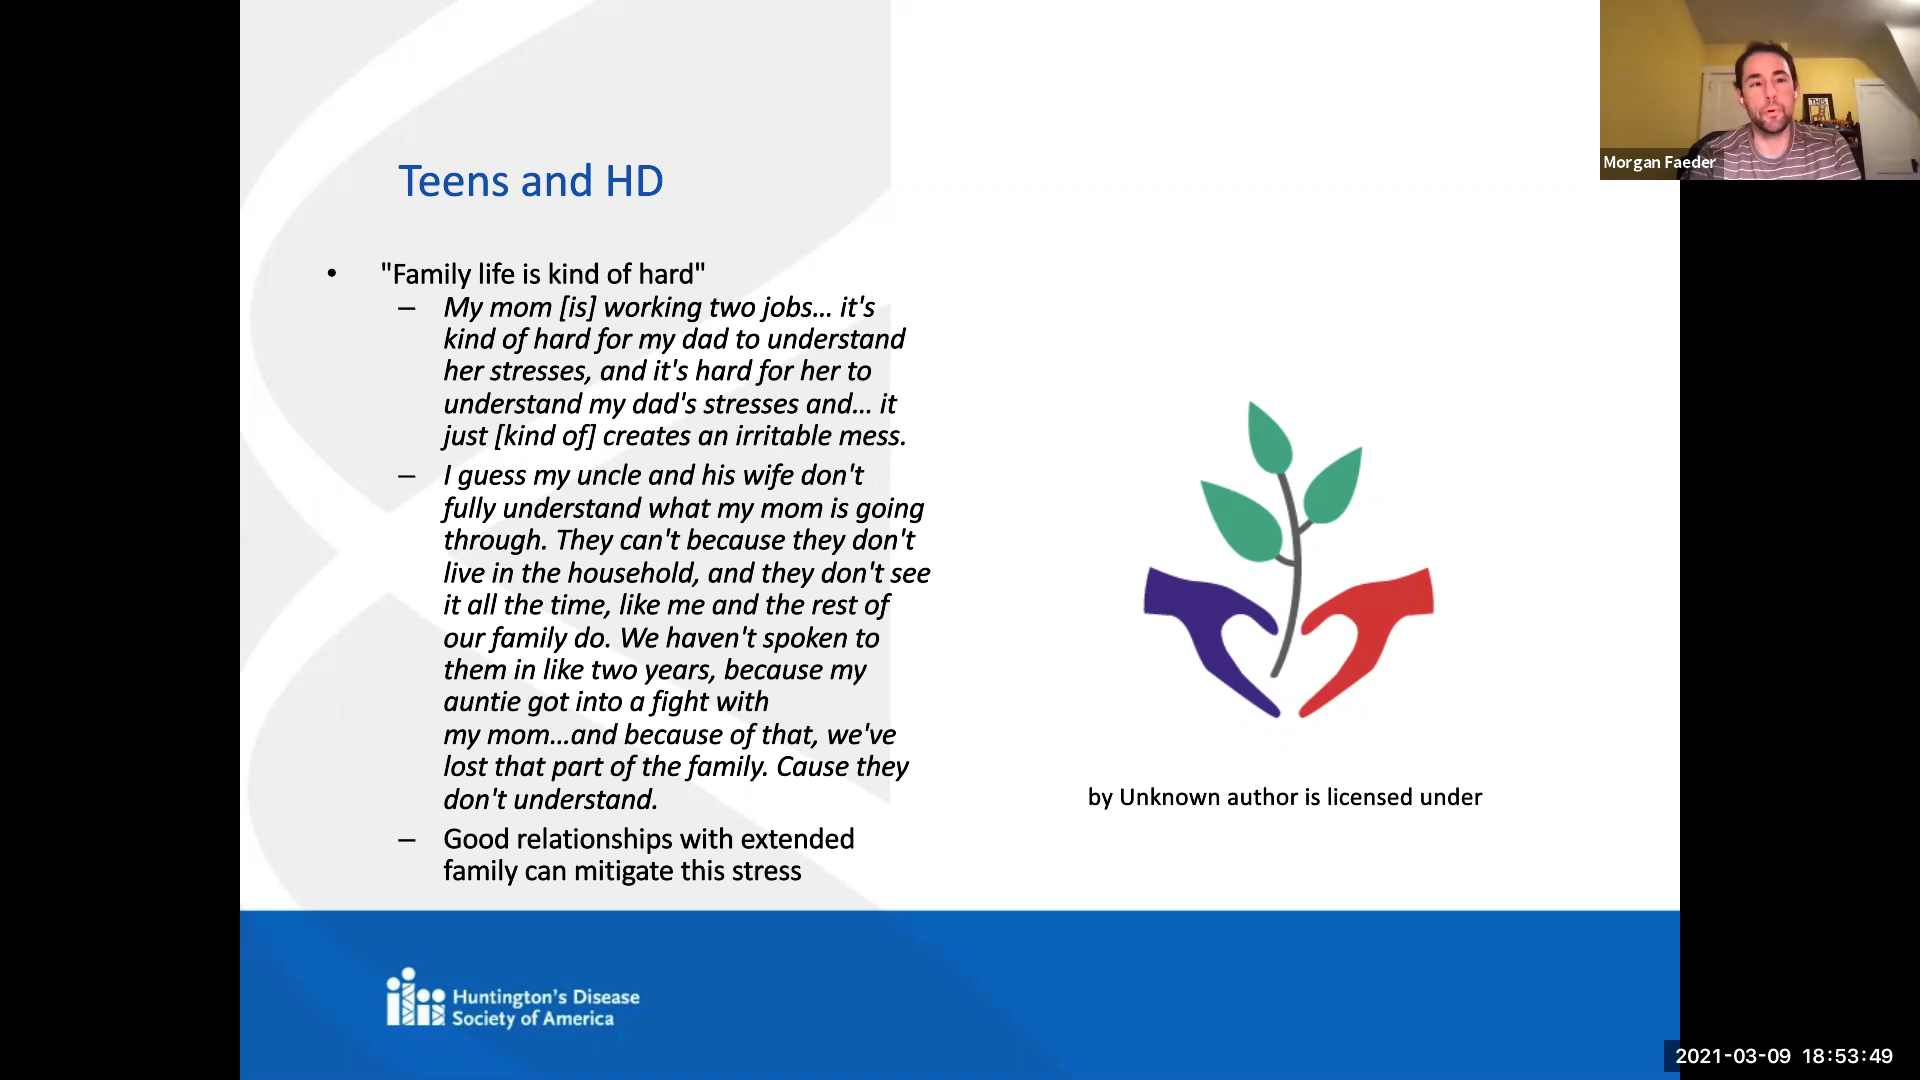 Teens and HD
• "Family life is kind of hard"
– My mom [is] working two jobs... it's
kind of hard for my dad to understand
her stresses, and it's hard for her to
understand my dad's stresses and... it
just [kind of] creates an irritable mess.
– I guess my uncle and his wife don't
fully understand what my mom is going
through. They can't because they don't
live in the household, and they don't see
it all the time, like me and the rest of
our family do. We haven't spoken to
them in like two years, because my
auntie got into a fight with
my mom...and because of that, we've
lost that part of the family. Cause they
don't understand.
– Good relationships with extended
family can mitigate this stress
by Unknown author is licensed under
Huntington's Disease
Society of America
THIS
Morgan Faeder
2021-03-09 18:53:49